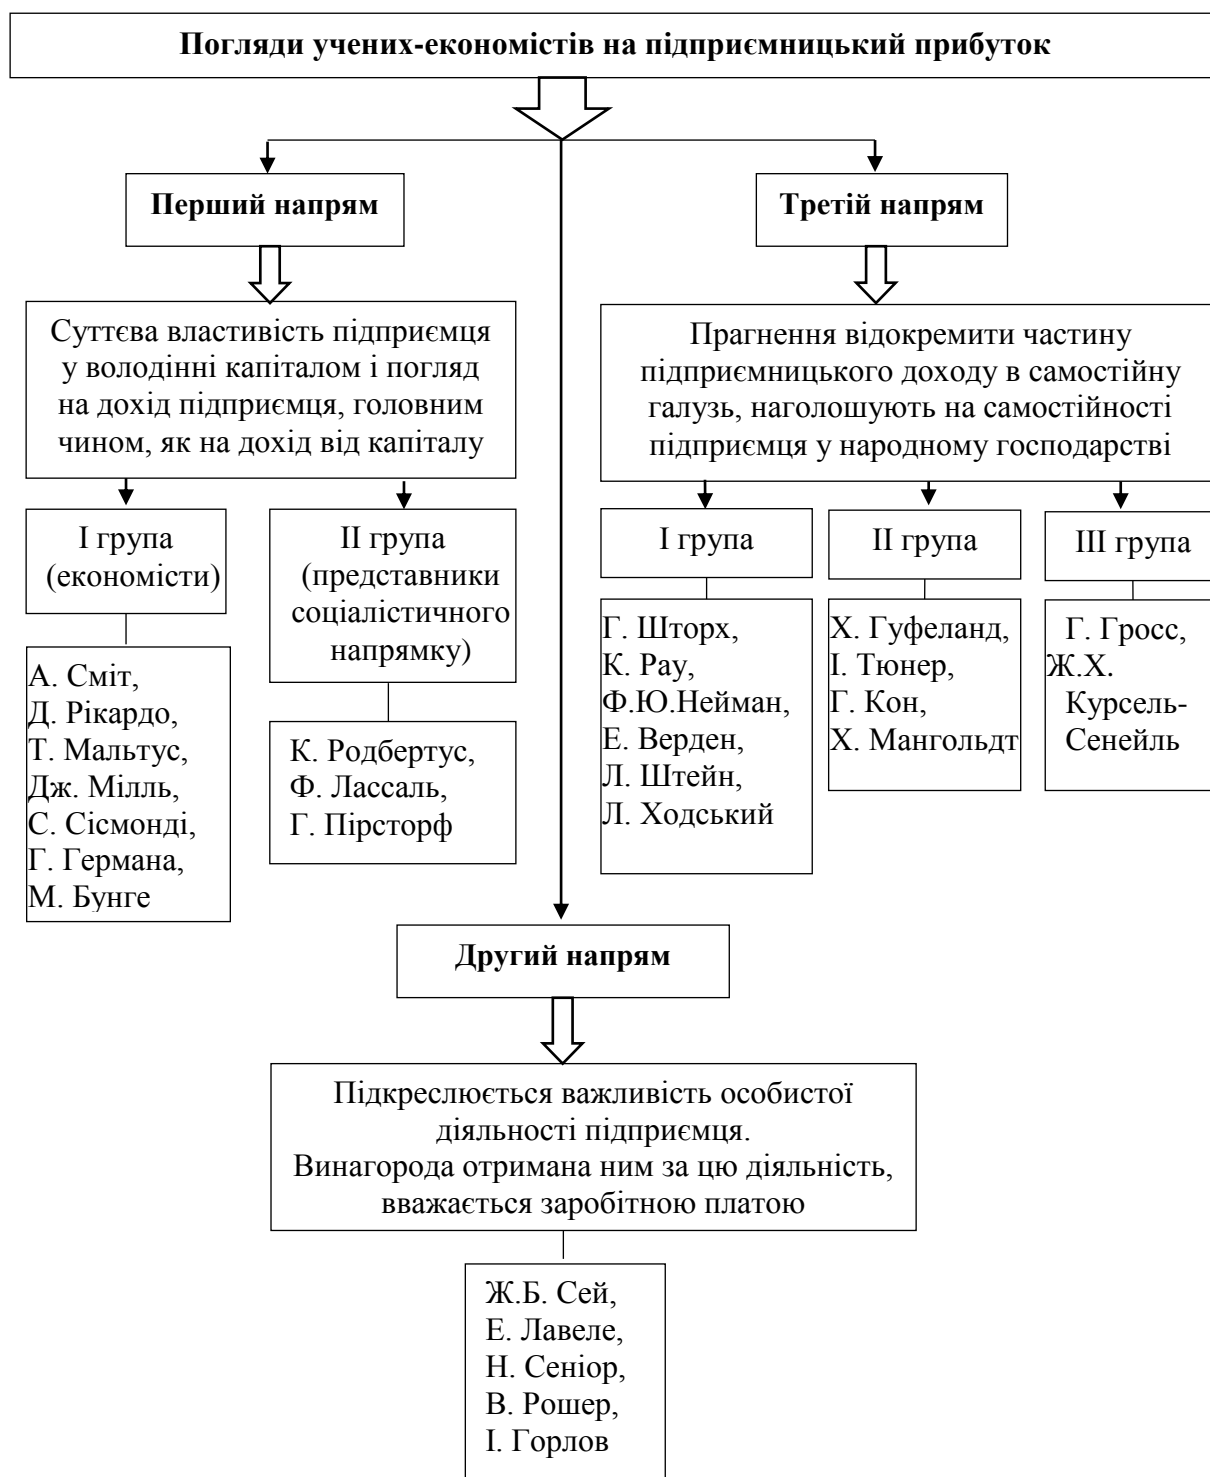 Погляди учених-економістів на підприємницький прибуток
Перший напрям
Третій напрям
Суттєва властивість підприємця
у володінні капіталом і погляд
на дохід підприємця, головним
чином, як на дохід від капіталу
Прагнення відокремити частину
підприємницького доходу в самостійну
галузь, наголошують на самостійності
підприємця у народному господарстві
І група
(економісти)
ІІ група
(представники
соціалістичного
напрямку)
І група
ІІ група
ІІІ група
А. Сміт,
Д. Рікардо,
Т. Мальтус,
Дж. Мілль,
С. Сісмонді,
Г. Германа,
М. Бунге
К. Родбертус,
Ф. Лассаль,
Г. Пірсторф
Г. Шторх,
К. Рау,
Ф.Ю.Нейман,
Е. Верден,
Л. Штейн,
Л. Ходський
Х. Гуфеланд,
І. Тюнер,
Г. Кон,
Х. Мангольдт
Г. Гросс,
Ж.Х.
Курсель-
Сенейль
Другий напрям
Підкреслюється важливість особистої
діяльності підприємця.
Винагорода отримана ним за цю діяльність,
вважається заробітною платою
Ж.Б. Сей,
Е. Лавеле,
Н. Сеніор,
В. Рошер,
І. Горлов